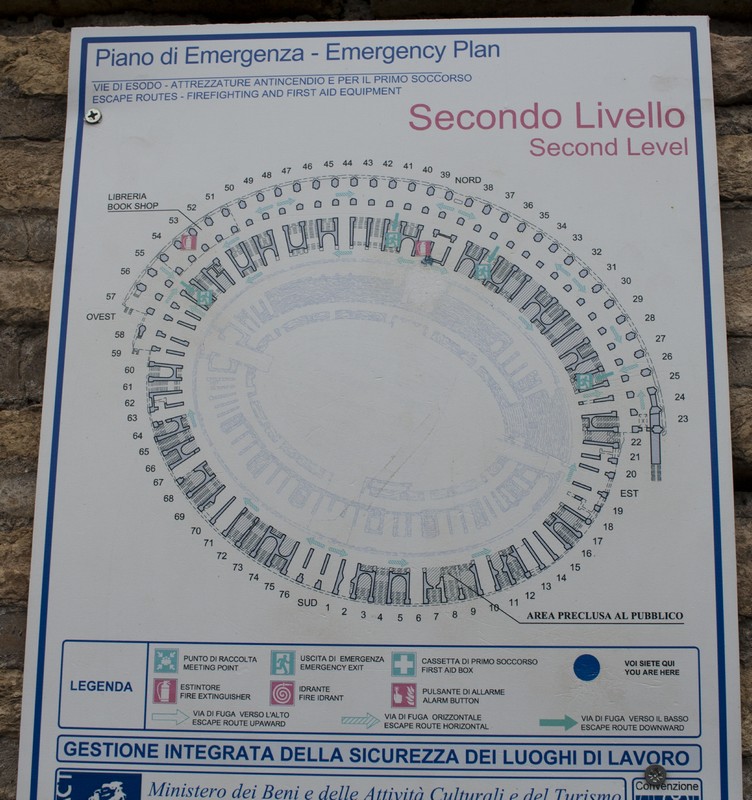 Piano di Emergenza - Emergency Plan
VIE DI ESODO - ATTREZZATURE ANTINCENDIO E PER IL PRIMO SOCCORSO
ESCAPE ROUTES - FIREFIGHTING AND FIRST AID EQUIPMENT
Secondo Livello
Second Level
LIBRERIA
BOOK SHOP
NORD
OVEST
EST
SUD
1 2 3 4 5 6 7 8 9 10 11 12 13 14 15 16 17 18 19
20 21 22 23 24 25 26 27 28 29 30 31 32 33 34 35 36 37 38
39 40 41 42 43 44 45 46 47 48 49 50 51 52 53 54 55 56 57
58 59 60 61 62 63 64 65 66 67 68 69 70 71 72 73 74 75 76
AREA PRECLUSA AL PUBBLICO
LEGENDA
PUNTO DI RACCOLTA
MEETING POINT
USCITA DI EMERGENZA
EMERGENCY EXIT
CASSETTA DI PRIMO SOCCORSO
FIRST AID BOX
VOI SIETE QUI
YOU ARE HERE
ESTINTORE
FIRE EXTINGUISHER
IDRANTE
FIRE IDRANT
PULSANTE DI ALLARME
ALARM BUTTON
VIA DI FUGA VERSO L'ALTO
ESCAPE ROUTE UPAWARD
VIA DI FUGA ORIZZONTALE
ESCAPE ROUTE HORIZONTAL
VIA DI FUGA VERSO IL BASSO
ESCAPE ROUTE DOWNWARD
GESTIONE INTEGRATA DELLA SICUREZZA DEI LUOGHI DI LAVORO
Ministero dei Beni e delle Attività Culturali e del Turismo
Convenzione